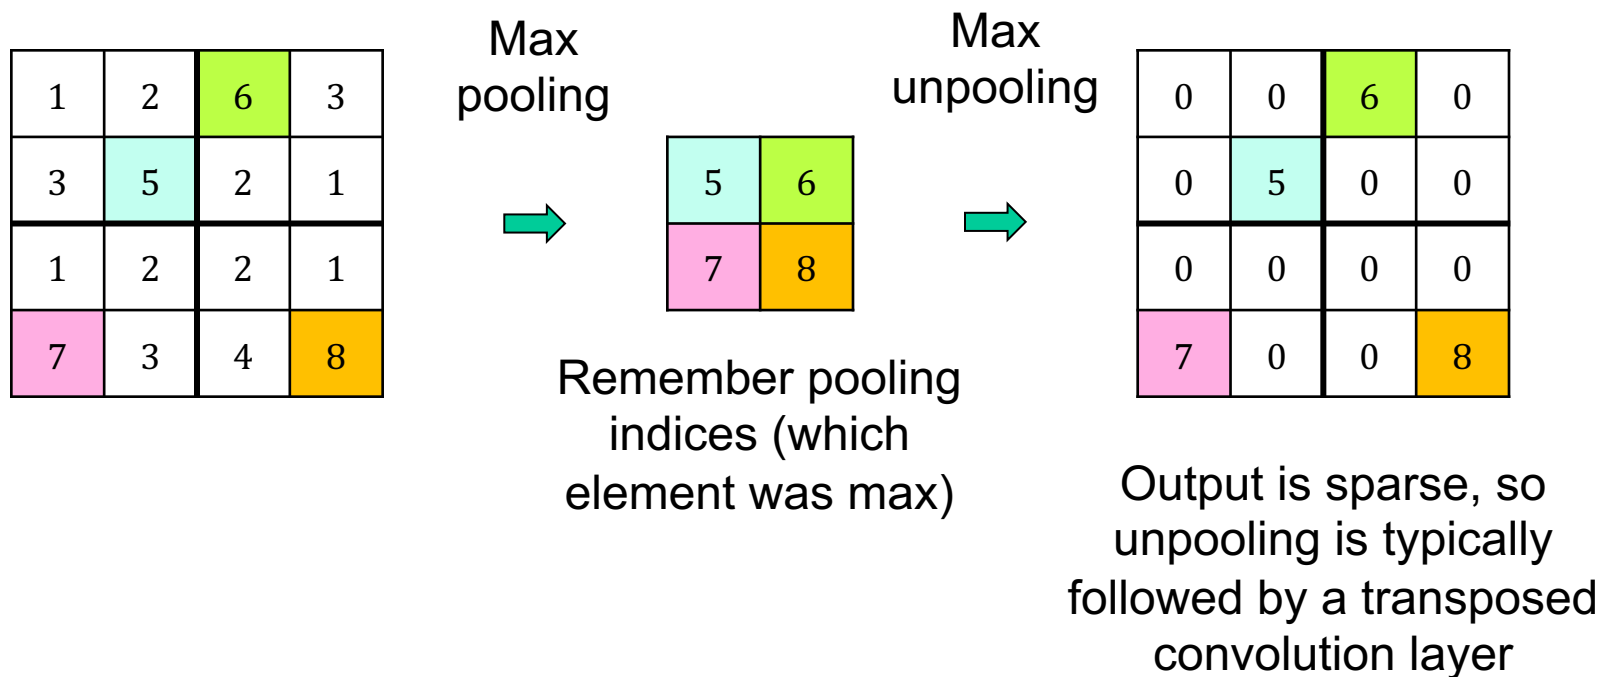 Max
pooling
Max
unpooling
1 2 6 3
3 5 2 1
1 2 2 1
7 3 4 8
5 6
7 8
Remember pooling
indices (which
element was max)
0 0 6 0
0 5 0 0
0 0 0 0
7 0 0 8
Output is sparse, so
unpooling is typically
followed by a transposed
convolution layer